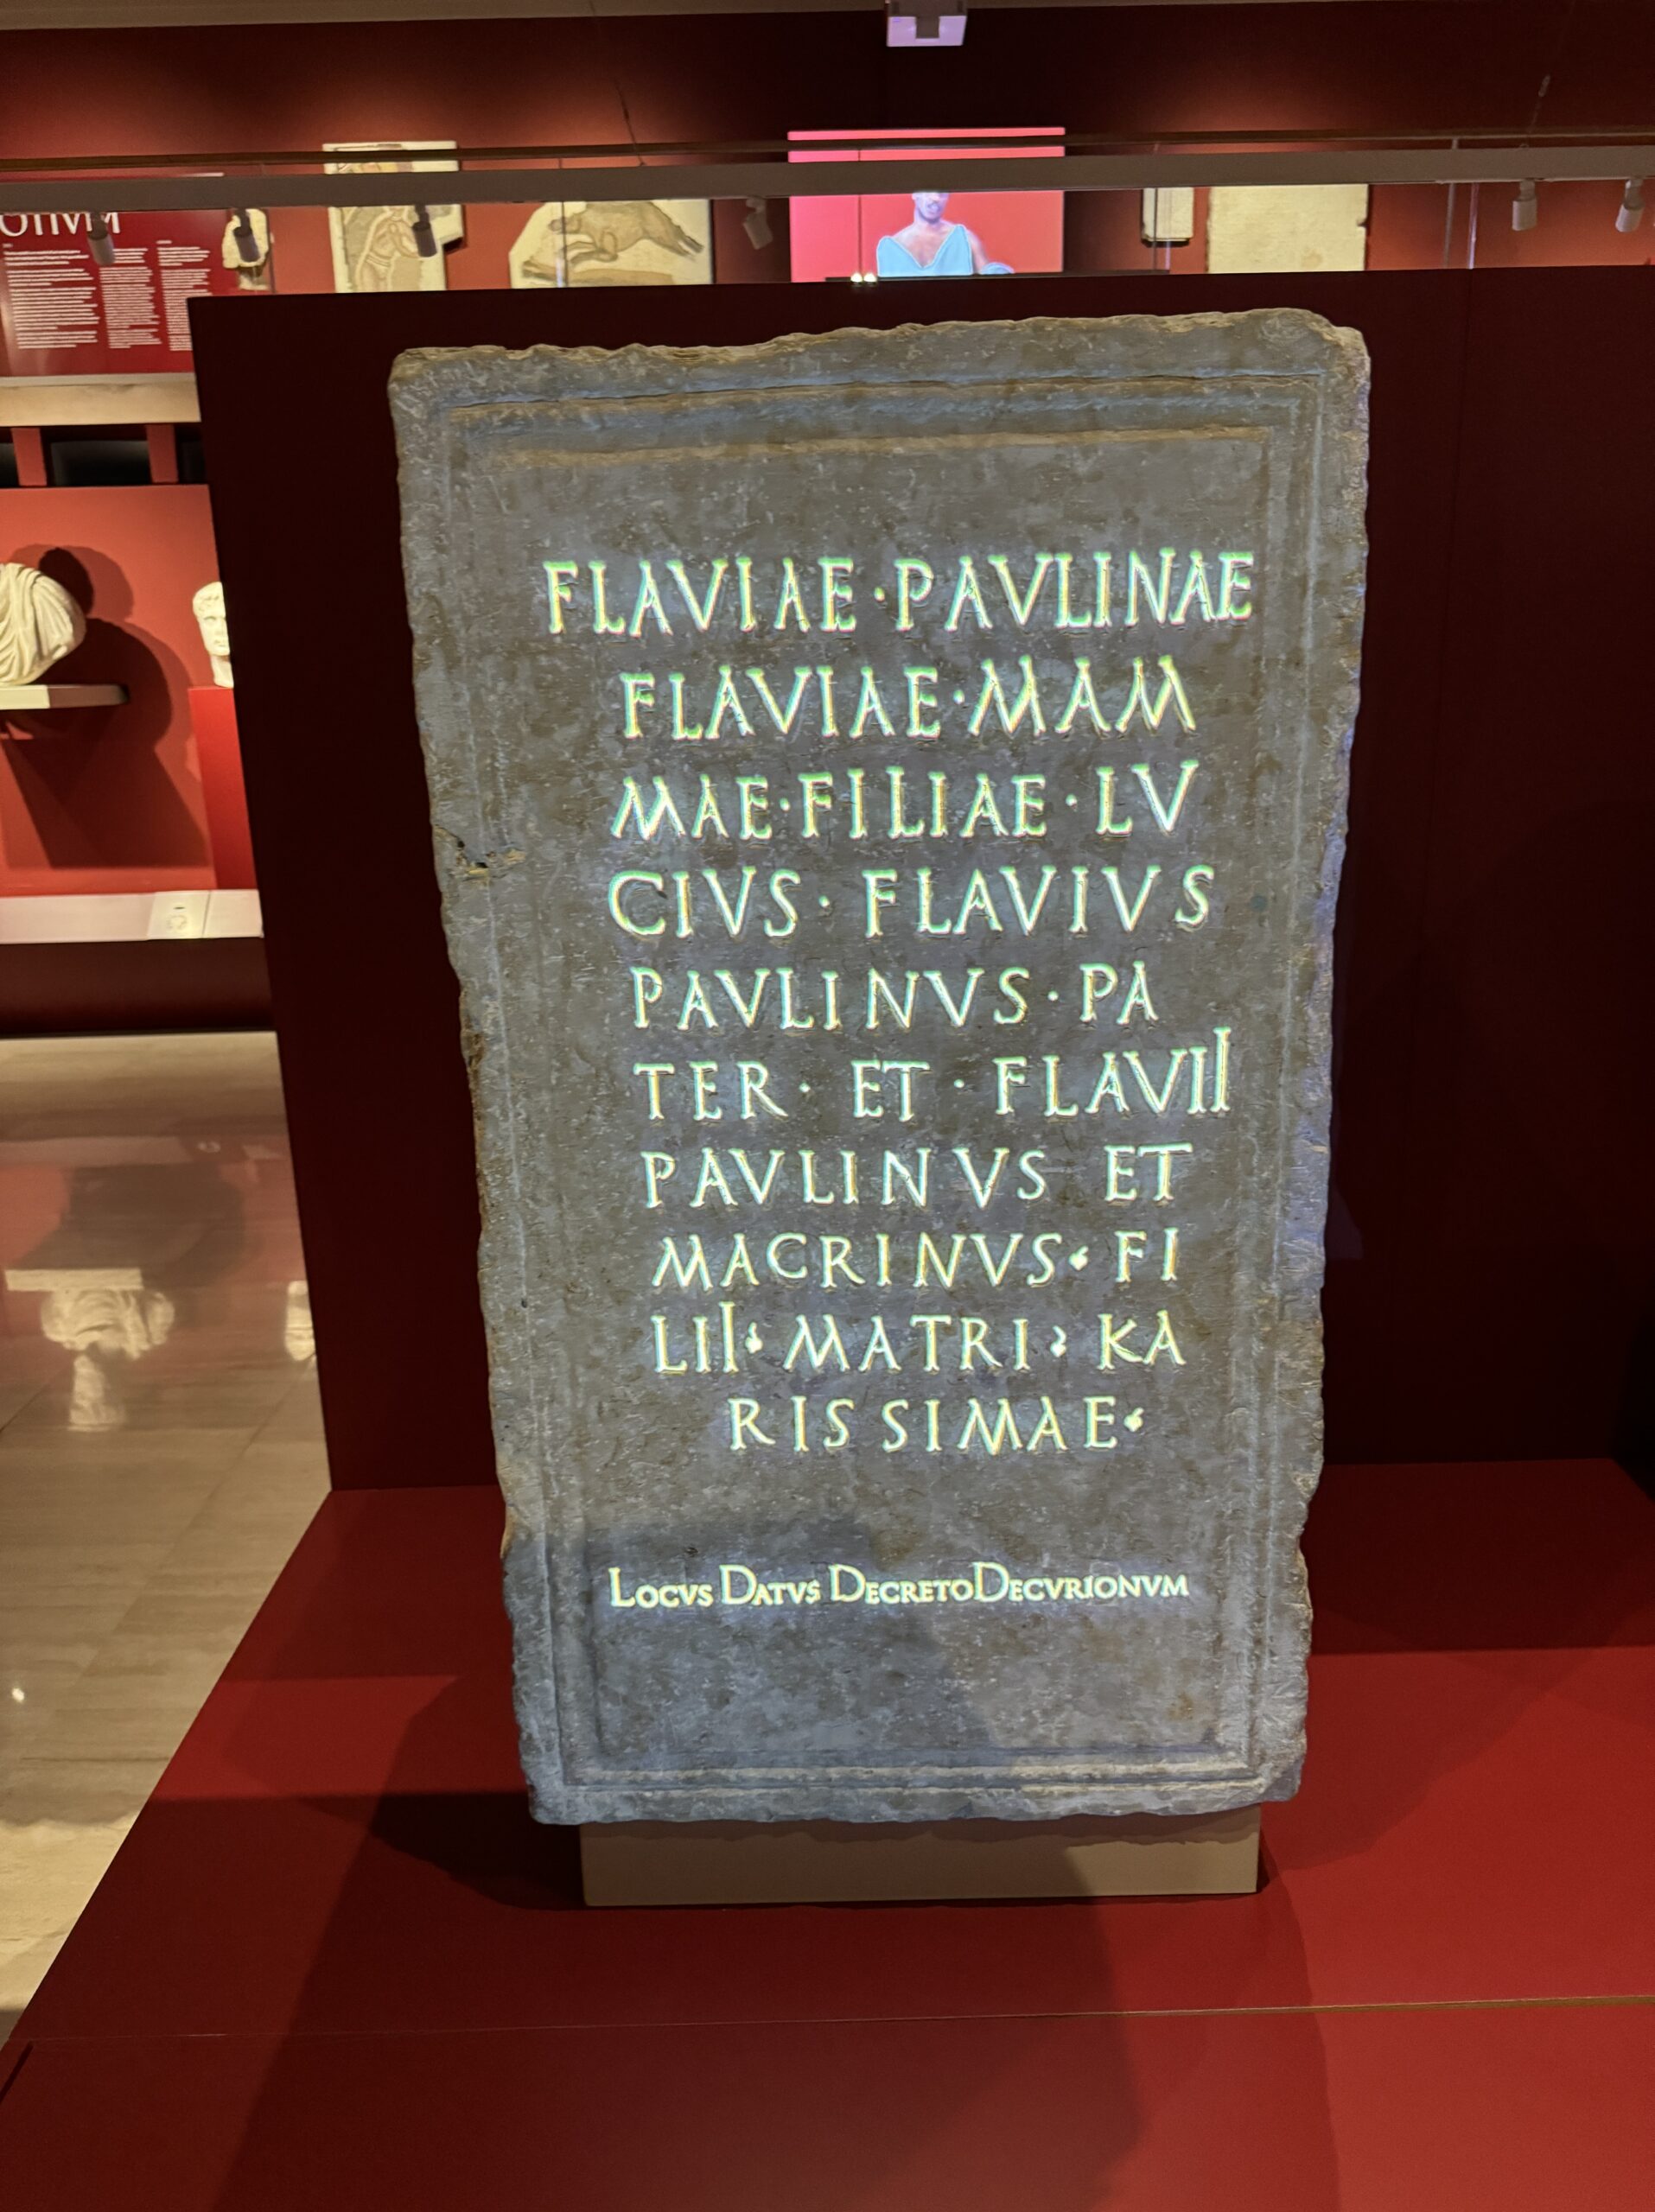 OTIVM
FLAVIAE · PAVLINAE
FLAVIAE · MAM
MAE · FILIAE · LV
CIVS · FLAVIVS
PAVLINVS · PA
TER · ET · FLAVII
PAVLINVS ET
MACRINVS · FI
LII · MATRI · KA
RISSIMAE ·
LOCVS DATVS DECRETO DECVRIONVM